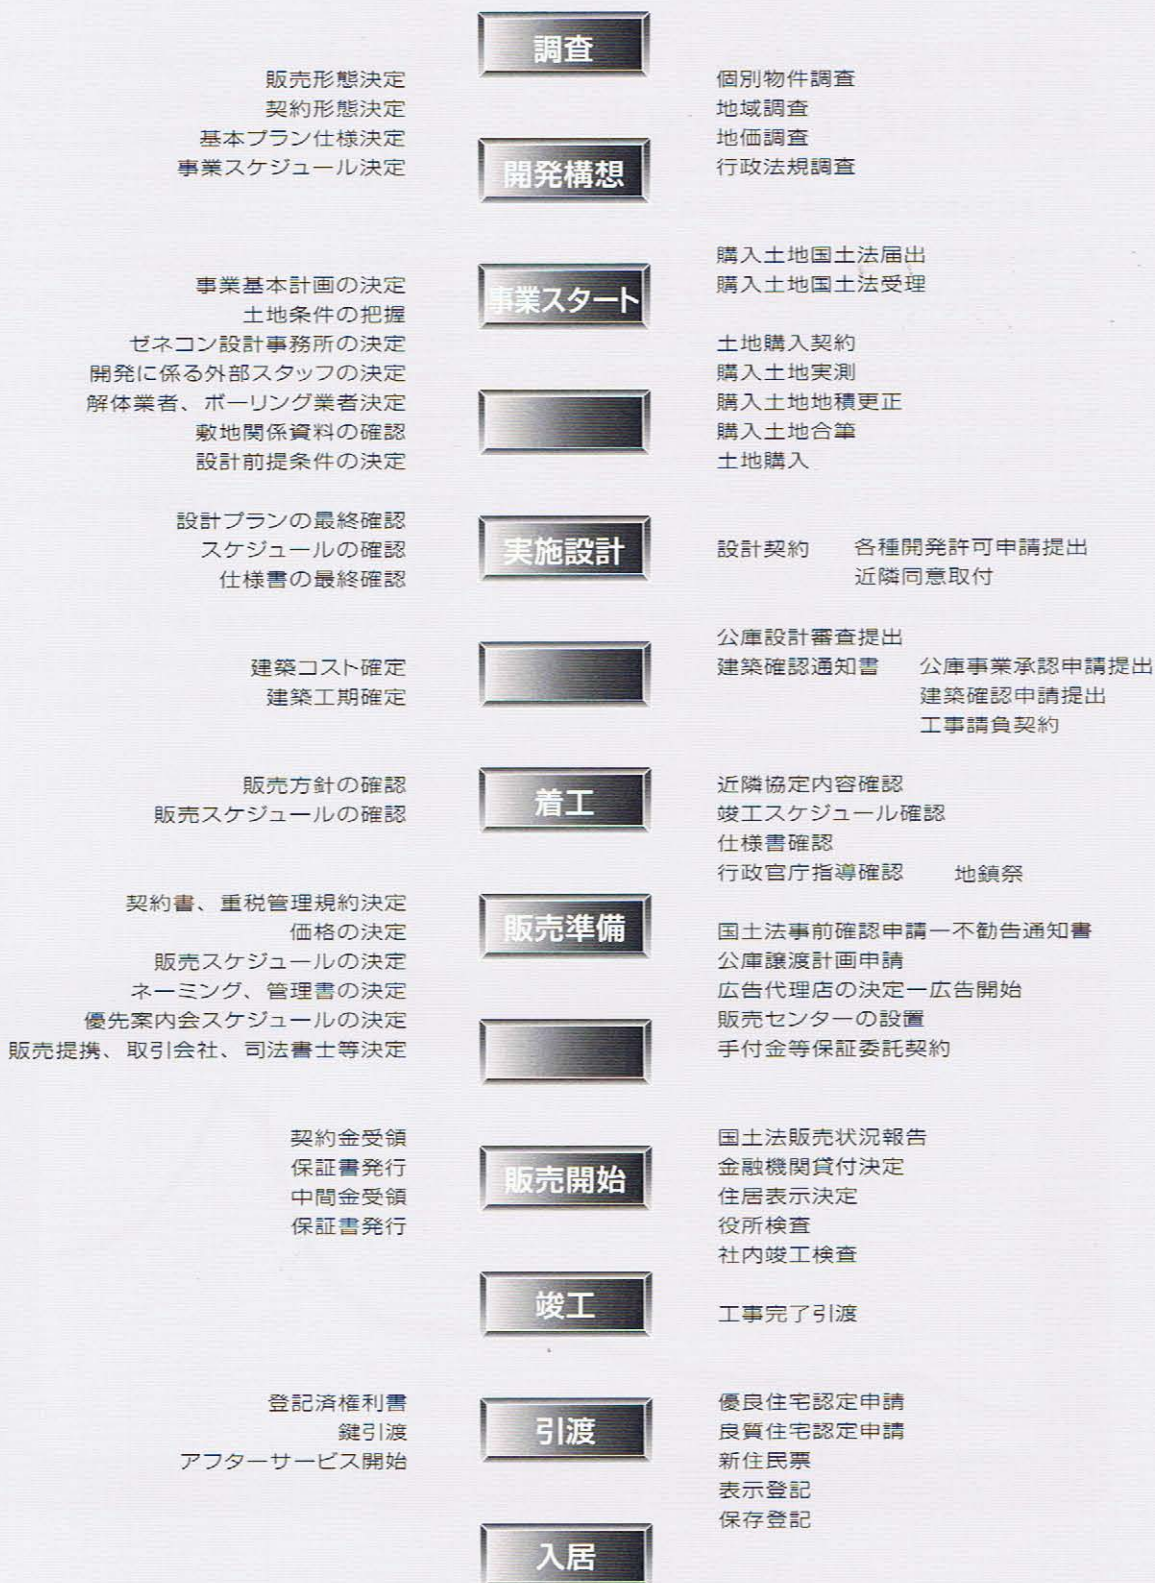 調査
販売形態決定
契約形態決定
基本プラン仕様決定
事業スケジュール決定
個別物件調査
地域調査
地価調査
行政法規調査
開発構想
購入土地国土法届出
購入土地国土法受理
事業スタート
事業基本計画の決定
土地条件の把握
ゼネコン設計事務所の決定
開発に係る外部スタッフの決定
解体業者、ボーリング業者決定
敷地関係資料の確認
設計前提条件の決定
土地購入契約
購入土地実測
購入土地地積更正
購入土地合筆
土地購入
設計プランの最終確認
スケジュールの確認
仕様書の最終確認
実施設計
設計契約 各種開発許可申請提出
近隣同意取付
建築コスト確定
建築工期確定
公庫設計審査提出
建築確認通知書 公庫事業承認申請提出
建築確認申請提出
工事請負契約
販売方針の確認
販売スケジュールの確認
着工
近隣協定内容確認
竣工スケジュール確認
仕様書確認
行政官庁指導確認 地鎮祭
契約書、重税管理規約決定
価格の決定
販売スケジュールの決定
ネーミング、管理書の決定
優先案内会スケジュールの決定
販売提携、取引会社、司法書士等決定
販売準備
国土法事前確認申請ー不勧告通知書
公庫譲渡計画申請
広告代理店の決定ー広告開始
販売センターの設置
手付金等保証委託契約
契約金受領
保証書発行
中間金受領
保証書発行
販売開始
国土法販売状況報告
金融機関貸付決定
住居表示決定
役所検査
社内竣工検査
竣工
工事完了引渡
登記済権利書
鍵引渡
アフターサービス開始
引渡
優良住宅認定申請
良質住宅認定申請
新住民票
表示登記
保存登記
入居